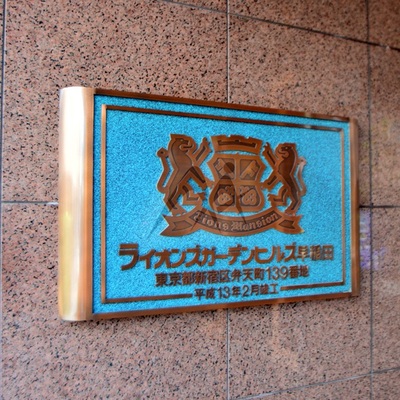 Lions Mansion
ライオンズガーデンヒルズ早稲田
東京都新宿区弁天町139番地
平成13年2月竣工